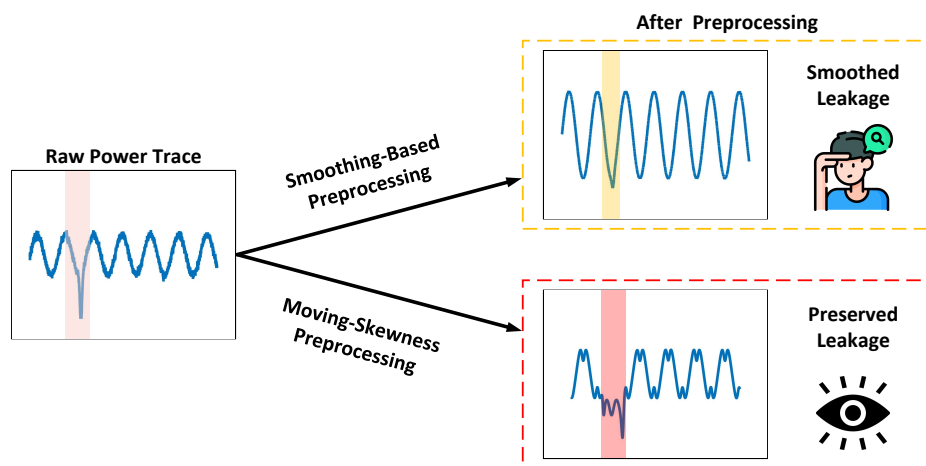 After Preprocessing
Smoothed
Leakage
Raw Power Trace
Smoothing-Based
Preprocessing
Moving-Skewness
Preprocessing
Preserved
Leakage